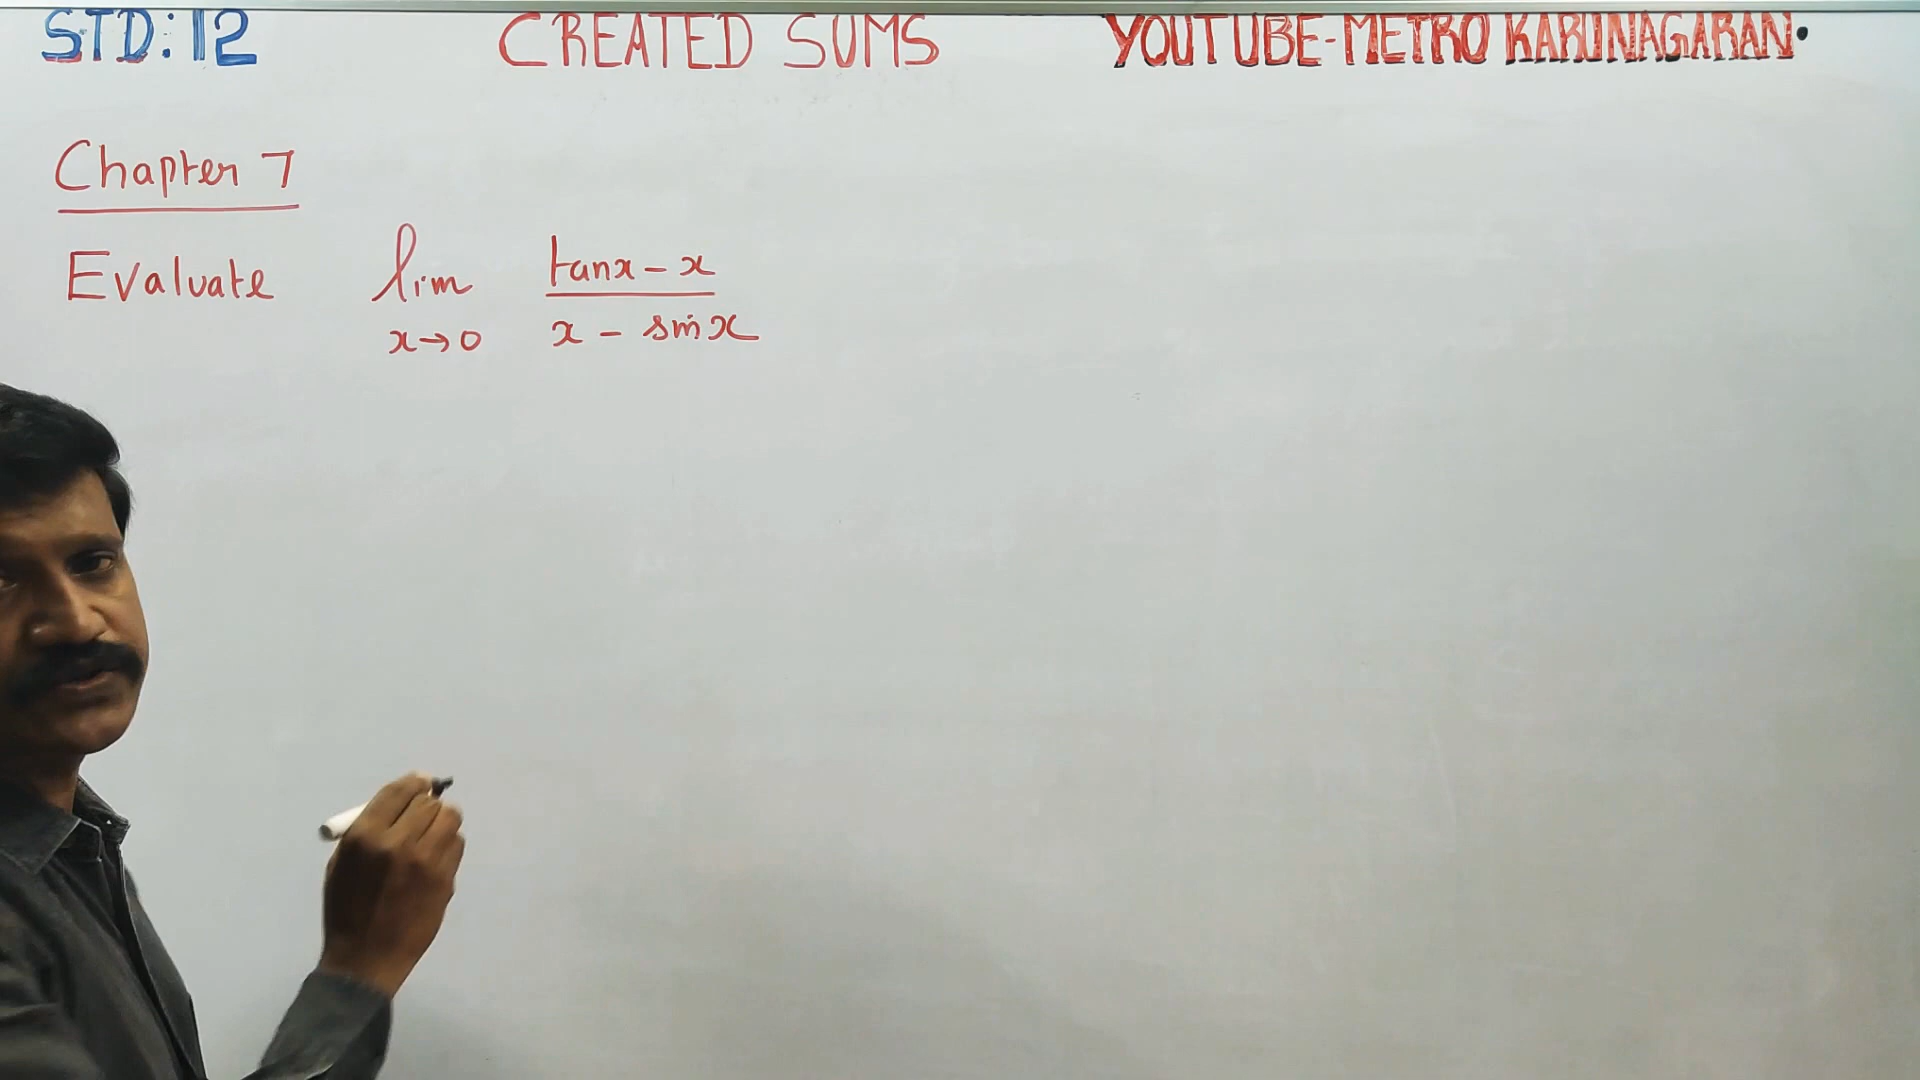 STD: 12 CREATED SUMS YOUTUBE-METRO KARUNAGARAN.
Chapter 7
Evaluate lim x→0 (tanx - x)/(x - sinx)